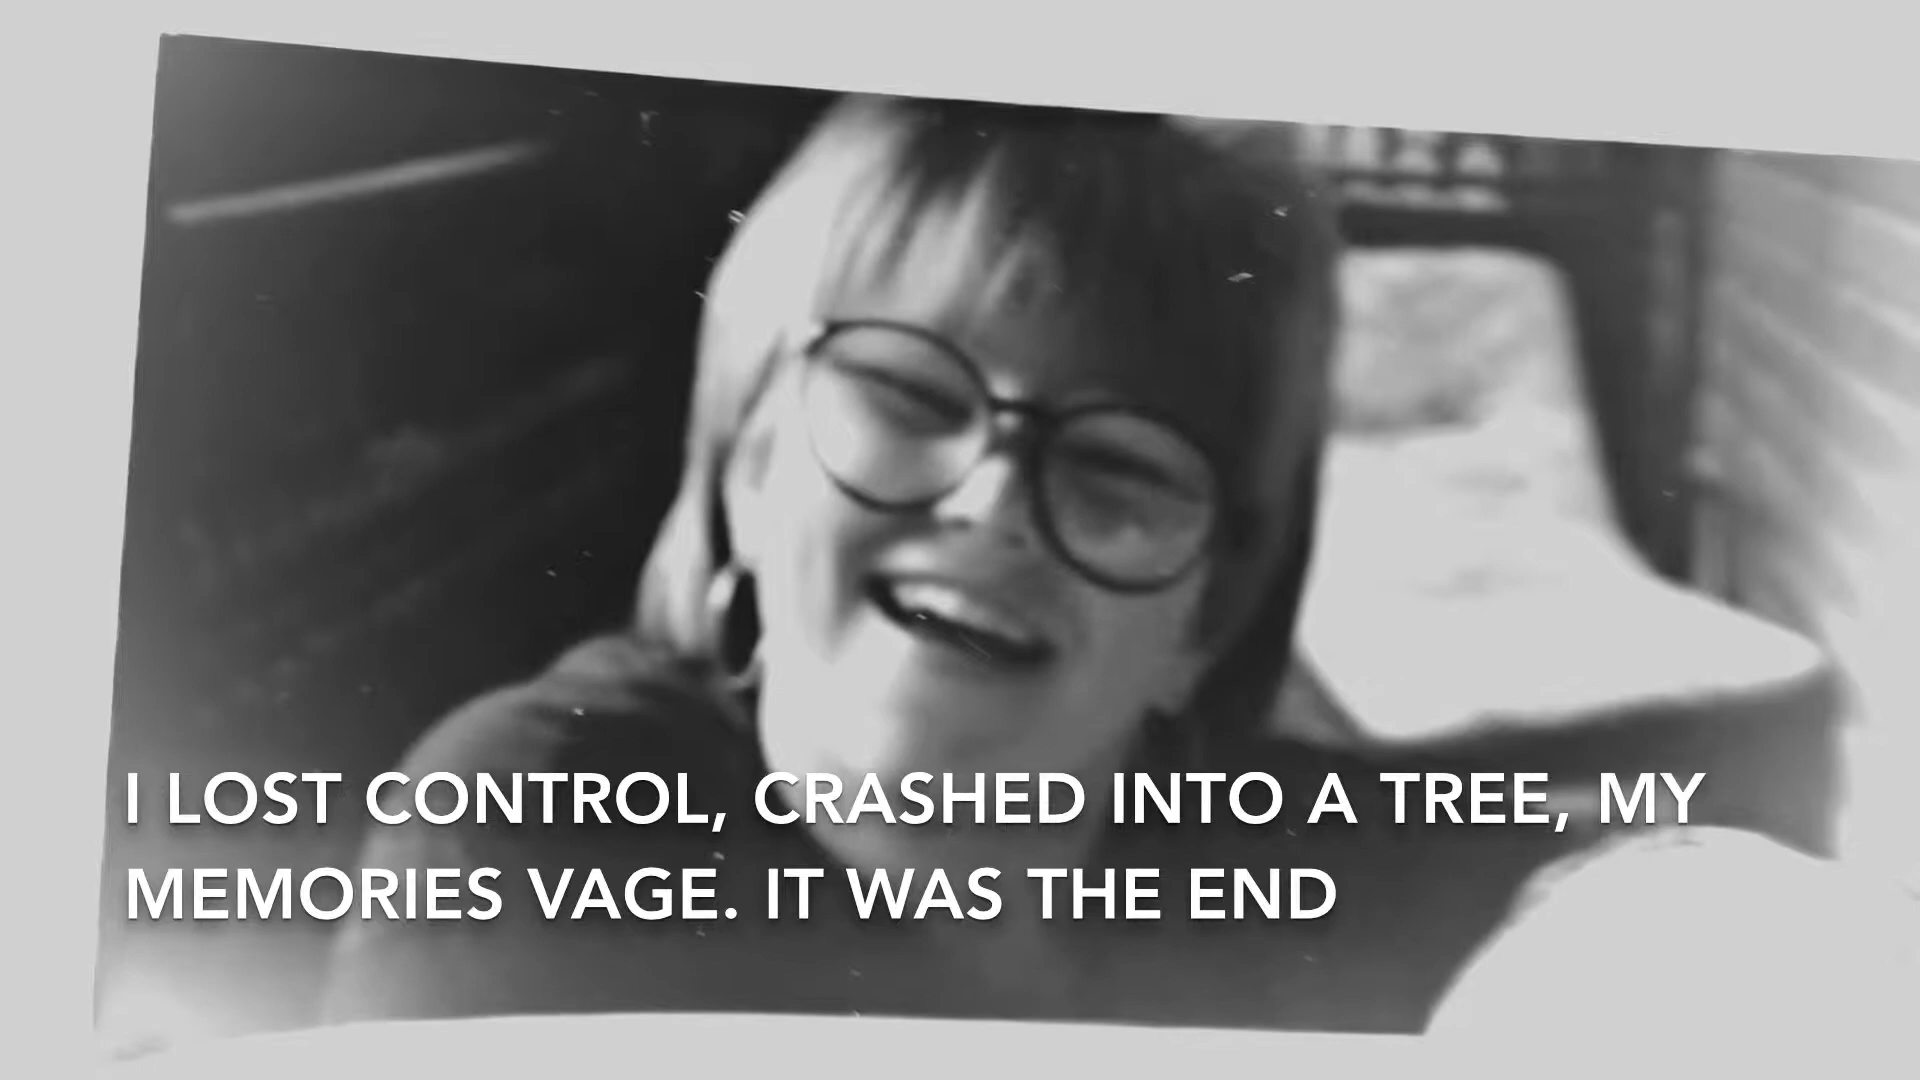 I LOST CONTROL, CRASHED INTO A TREE, MY
MEMORIES VAGE. IT WAS THE END